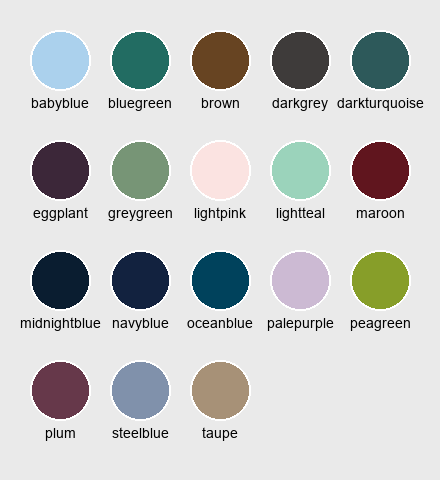 babyblue bluegreen brown darkgrey darkturquoise
eggplant greygreen lightpink lightteal maroon
midnightblue navyblue oceanblue palepurple peagreen
plum steelblue taupe